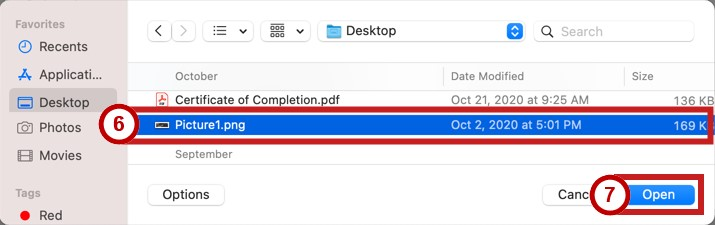 Favorites
Recents
Applicati...
Desktop
Photos
Movies
Tags
Red
Desktop
Search
October Date Modified Size
Certificate of Completion.pdf Oct 21, 2020 at 9:25 AM 136 KB
6 Picture1.png Oct 2, 2020 at 5:01 PM 169 KB
September
Options Canc 7 Open